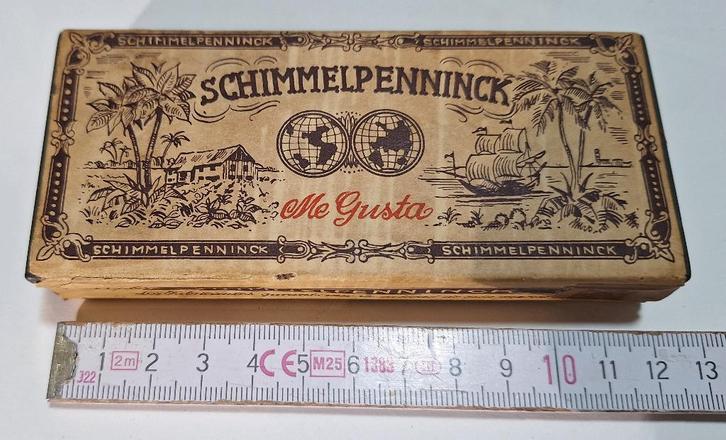 SCHIMMELPENNINCK SCHIMMELPENNINCK
SCHIMMELPENNINCK
Me Gusta
SCHIMMELPENNINCK SCHIMMELPENNINCK
1 2m 2 3 4 CE 5 M25 6 1383 7 8 9 10 11 12 13